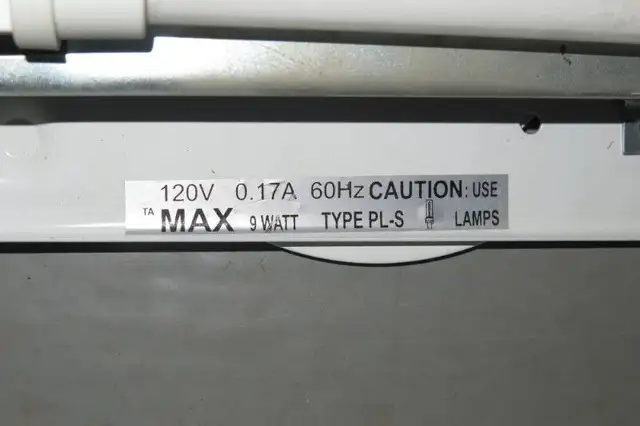 120V 0.17A 60Hz CAUTION: USE
TA MAX 9 WATT TYPE PL-S LAMPS